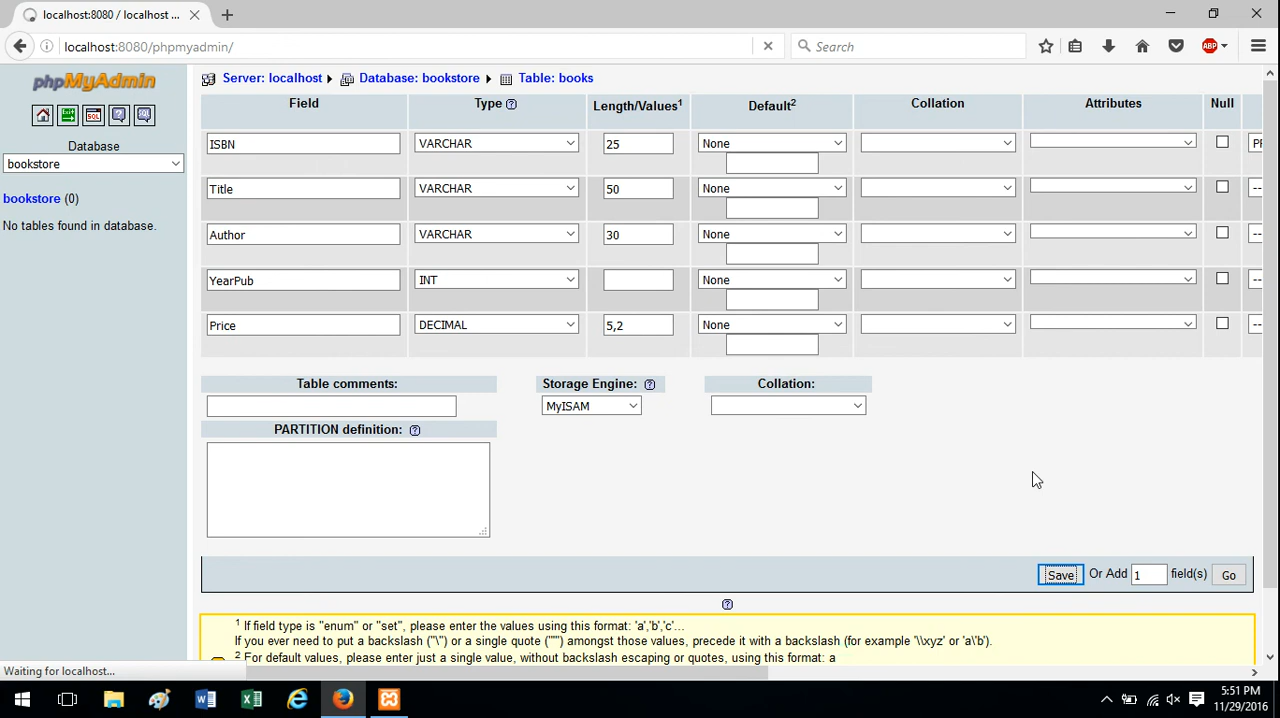 localhost:8080 / localhost ...
localhost:8080/phpmyadmin/
Search
ABP
phpMyAdmin
SQL
Database
bookstore
bookstore (0)
No tables found in database.
Server: localhost Database: bookstore Table: books
Field Type Length/Values1 Default2 Collation Attributes Null
ISBN VARCHAR 25 None
Title VARCHAR 50 None --
Author VARCHAR 30 None --
YearPub INT None --
Price DECIMAL 5,2 None --
Table comments: Storage Engine: Collation:
MyISAM
PARTITION definition:
Save Or Add 1 field(s) Go
1 If field type is "enum" or "set", please enter the values using this format: 'a','b','c'...
If you ever need to put a backslash ("\") or a single quote ("'") amongst those values, precede it with a backslash (for example '\\xyz' or 'a\'b').
2 For default values, please enter just a single value, without backslash escaping or quotes, using this format: a
Waiting for localhost...
5:51 PM
11/29/2016